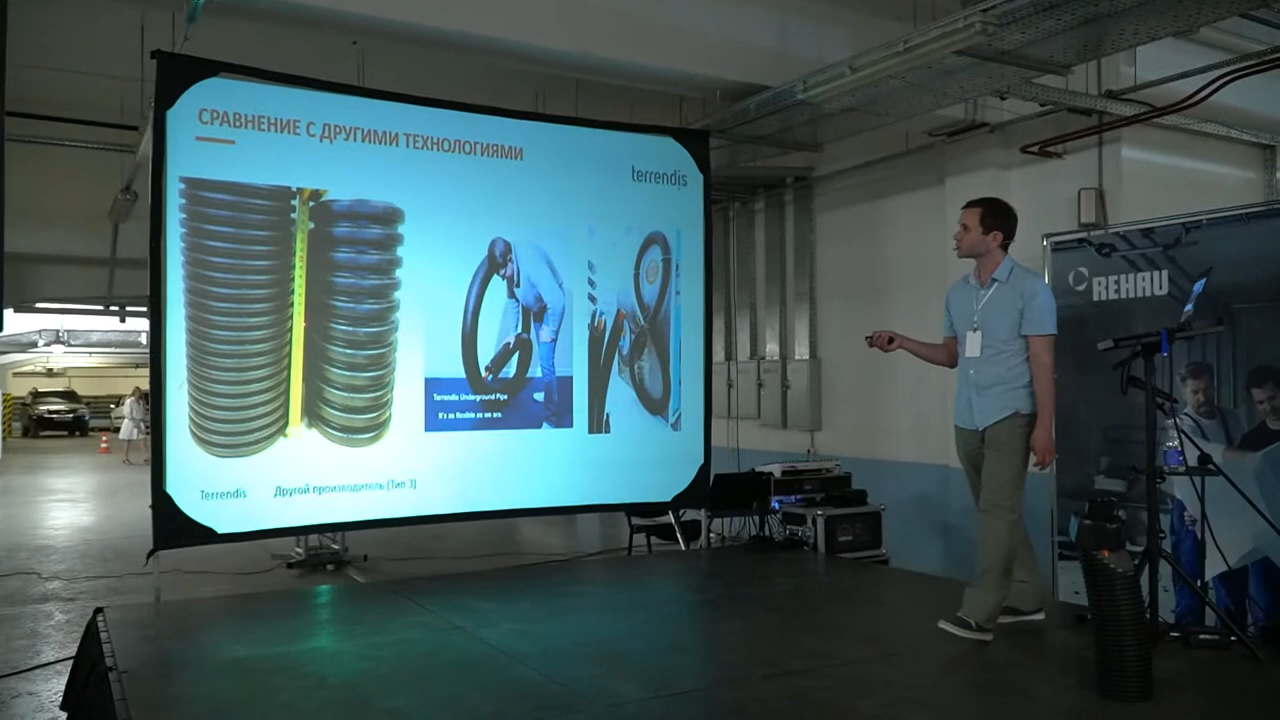 СРАВНЕНИЕ С ДРУГИМИ ТЕХНОЛОГИЯМИ
terrendis
Terrendis Underground Pipe
It's as flexible as we are.
Terrendis
Другой производитель (Тип 3)
REHAU